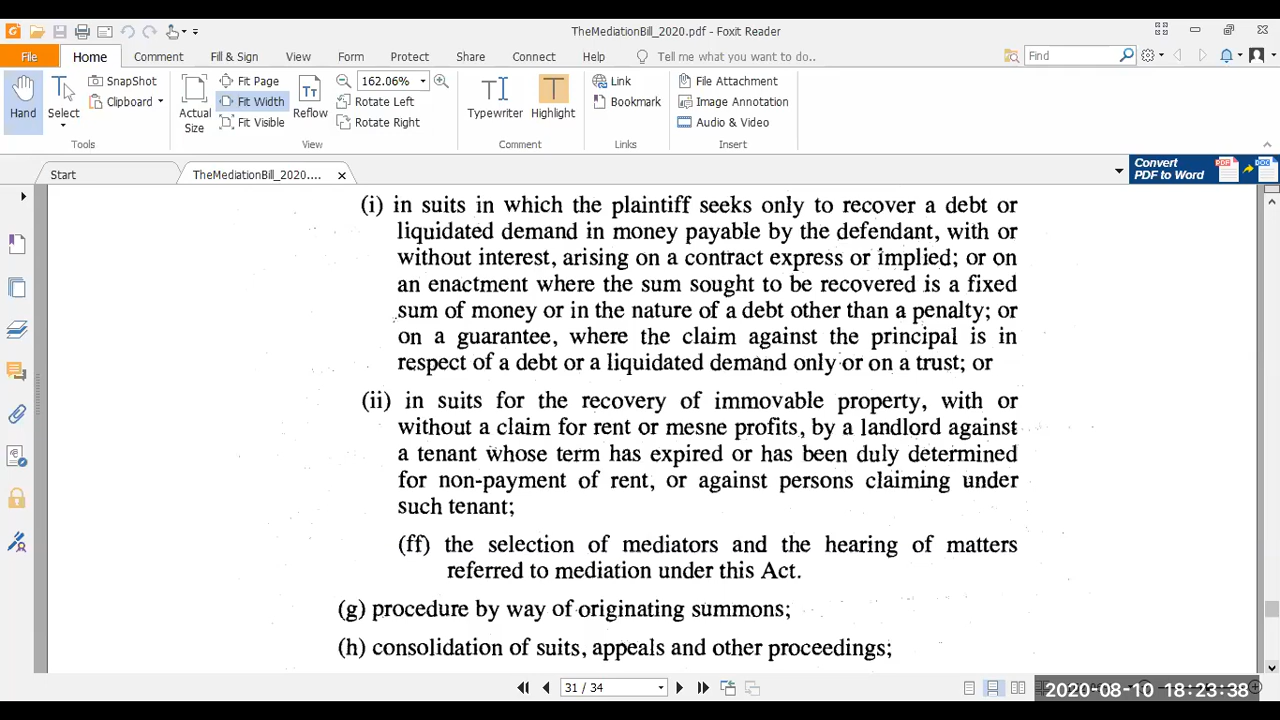 TheMediationBill_2020.pdf - Foxit Reader
File Home Comment Fill & Sign View Form Protect Share Connect Help Tell me what you want to do.. Find
Hand
Select
SnapShot
Clipboard
Tools
Actual Size
Fit Page
Fit Width
Fit Visible
Reflow
162.06%
Rotate Left
Rotate Right
View
Typewriter
Highlight
Comment
Link
Bookmark
Links
File Attachment
Image Annotation
Audio & Video
Insert
Start
TheMediationBill_2020....
Convert
PDF to Word
PDF
DOC
(i) in suits in which the plaintiff seeks only to recover a debt or
liquidated demand in money payable by the defendant, with or
without interest, arising on a contract express or implied; or on
an enactment where the sum sought to be recovered is a fixed
sum of money or in the nature of a debt other than a penalty; or
on a guarantee, where the claim against the principal is in
respect of a debt or a liquidated demand only or on a trust; or
(ii) in suits for the recovery of immovable property, with or
without a claim for rent or mesne profits, by a landlord against
a tenant whose term has expired or has been duly determined
for non-payment of rent, or against persons claiming under
such tenant;
(ff) the selection of mediators and the hearing of matters
referred to mediation under this Act.
(g) procedure by way of originating summons;
(h) consolidation of suits, appeals and other proceedings;
31 / 34
2020-08-10 18:23:38